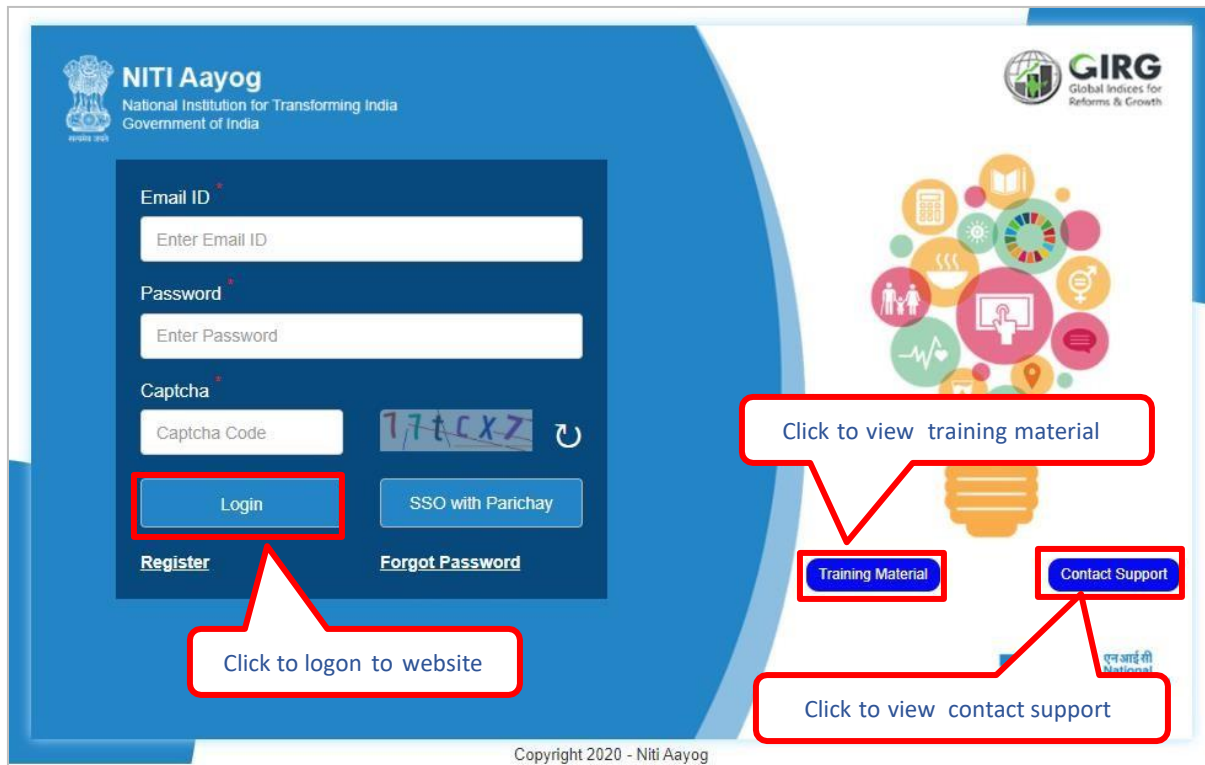 NITI Aayog
National Institution for Transforming India
Government of India
GIRG
Global Indices for
Reforms & Growth
Email ID *
Enter Email ID
Password *
Enter Password
Captcha *
Captcha Code
Login
SSO with Parichay
Register
Forgot Password
Click to view training material
Training Material
Contact Support
Click to logon to website
एन आई सी
National
Click to view contact support
Copyright 2020 - Niti Aayog